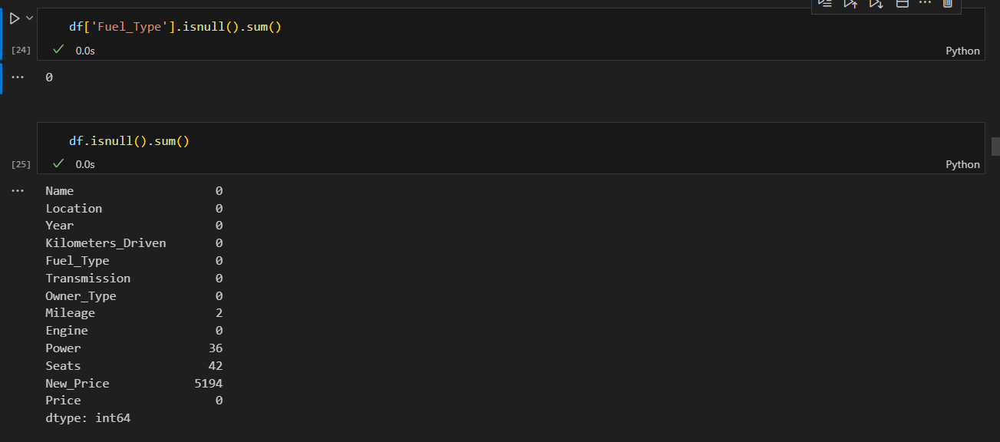 df['Fuel_Type'].isnull().sum()
[24] 0.0s Python
0
df.isnull().sum()
[25] 0.0s Python
Name 0
Location 0
Year 0
Kilometers_Driven 0
Fuel_Type 0
Transmission 0
Owner_Type 0
Mileage 2
Engine 0
Power 36
Seats 42
New_Price 5194
Price 0
dtype: int64